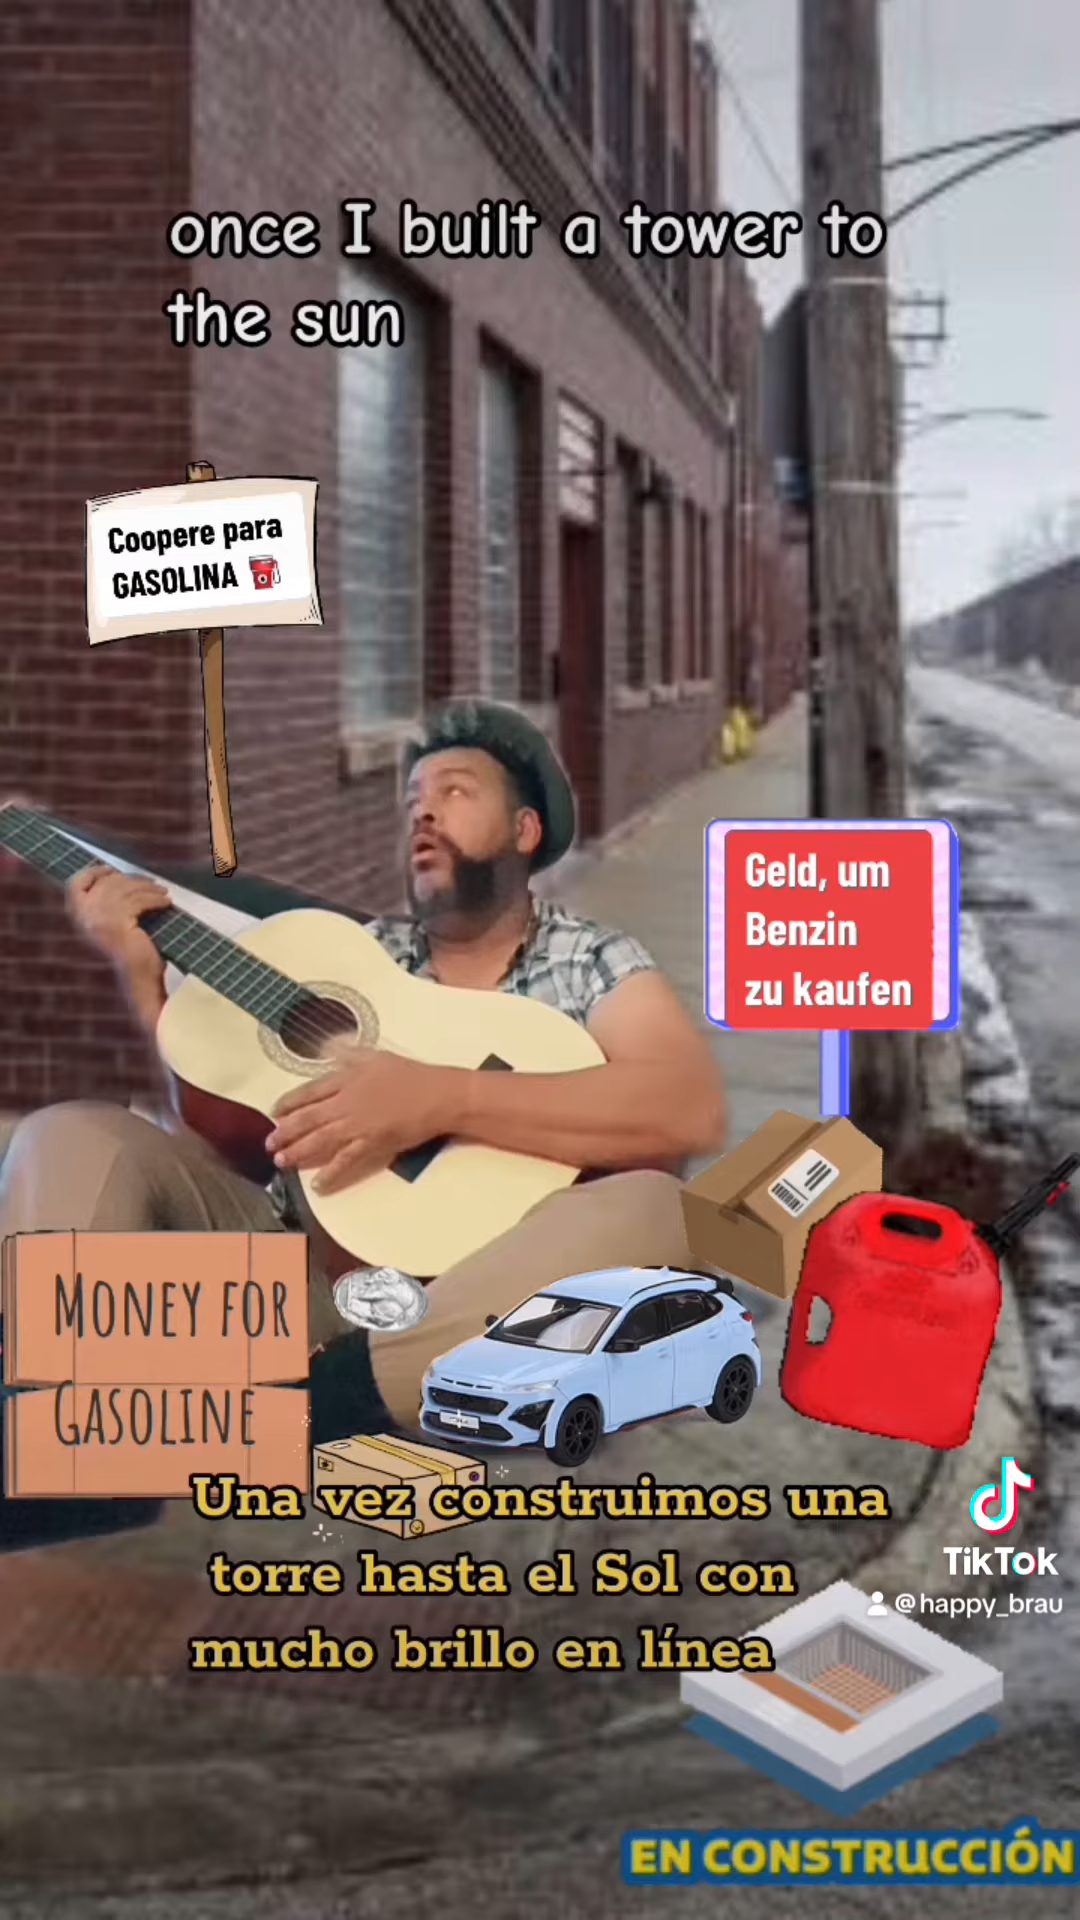 once I built a tower to
the sun
Coopere para
GASOLINA
Geld, um
Benzin
zu kaufen
MONEY FOR
GASOLINE
Una vez construimos una
torre hasta el Sol con
mucho brillo en línea
TikTok
@happy_brau
EN CONSTRUCCIÓN